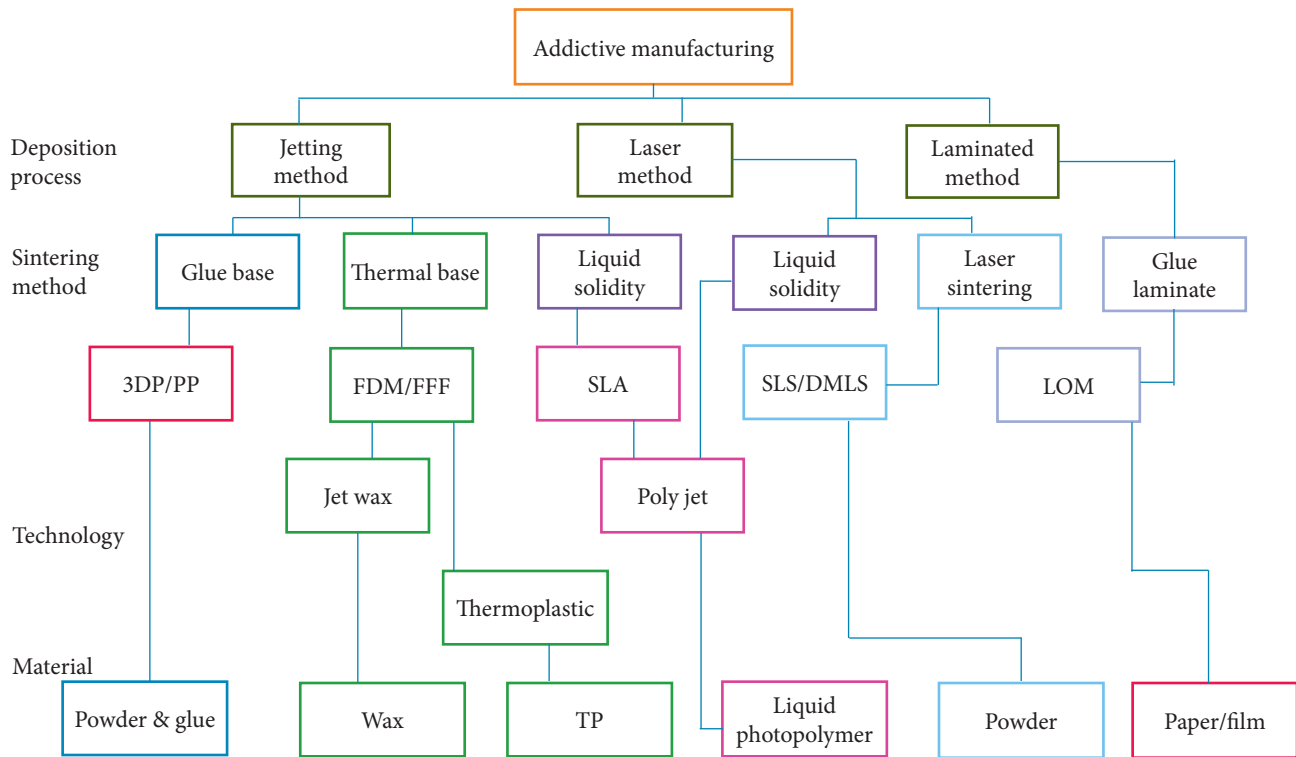 Addictive manufacturing
Deposition
process
Jetting
method
Laser
method
Laminated
method
Sintering
method
Glue base
Thermal base
Liquid
solidity
Liquid
solidity
Laser
sintering
Glue
laminate
3DP/PP
FDM/FFF
SLA
SLS/DMLS
LOM
Jet wax
Poly jet
Technology
Thermoplastic
Material
Powder & glue
Wax
TP
Liquid
photopolymer
Powder
Paper/film